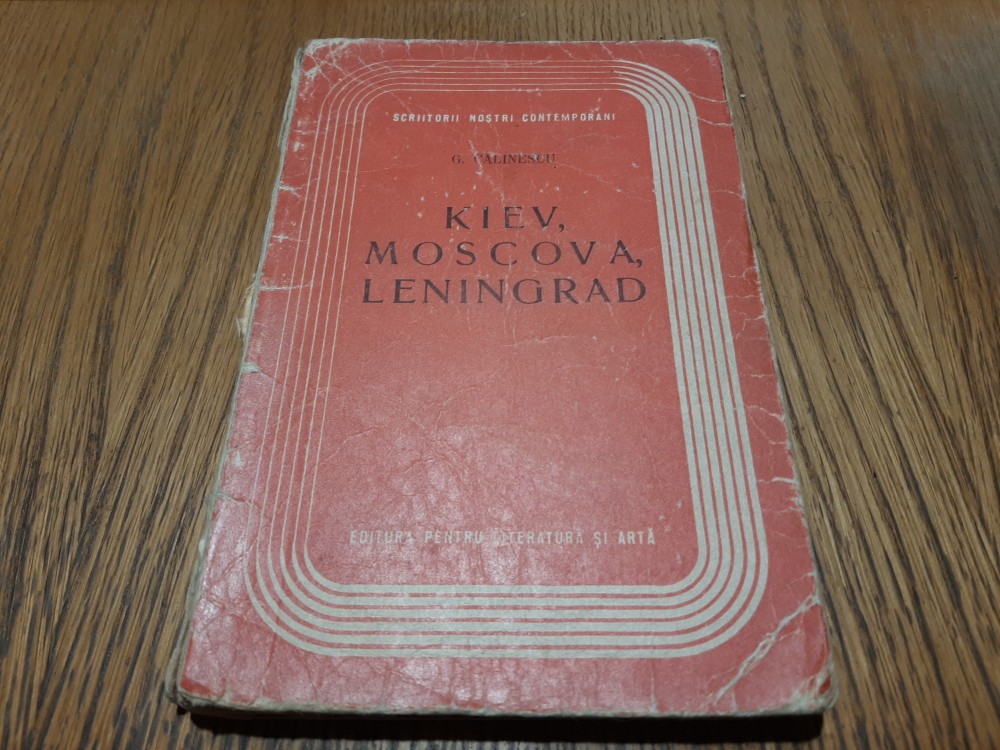 SCRIITORII NOȘTRI CONTEMPORANI
G. CĂLINESCU
KIEV,
MOSCOVA,
LENINGRAD
EDITURA PENTRU LITERATURĂ ȘI ARTĂ